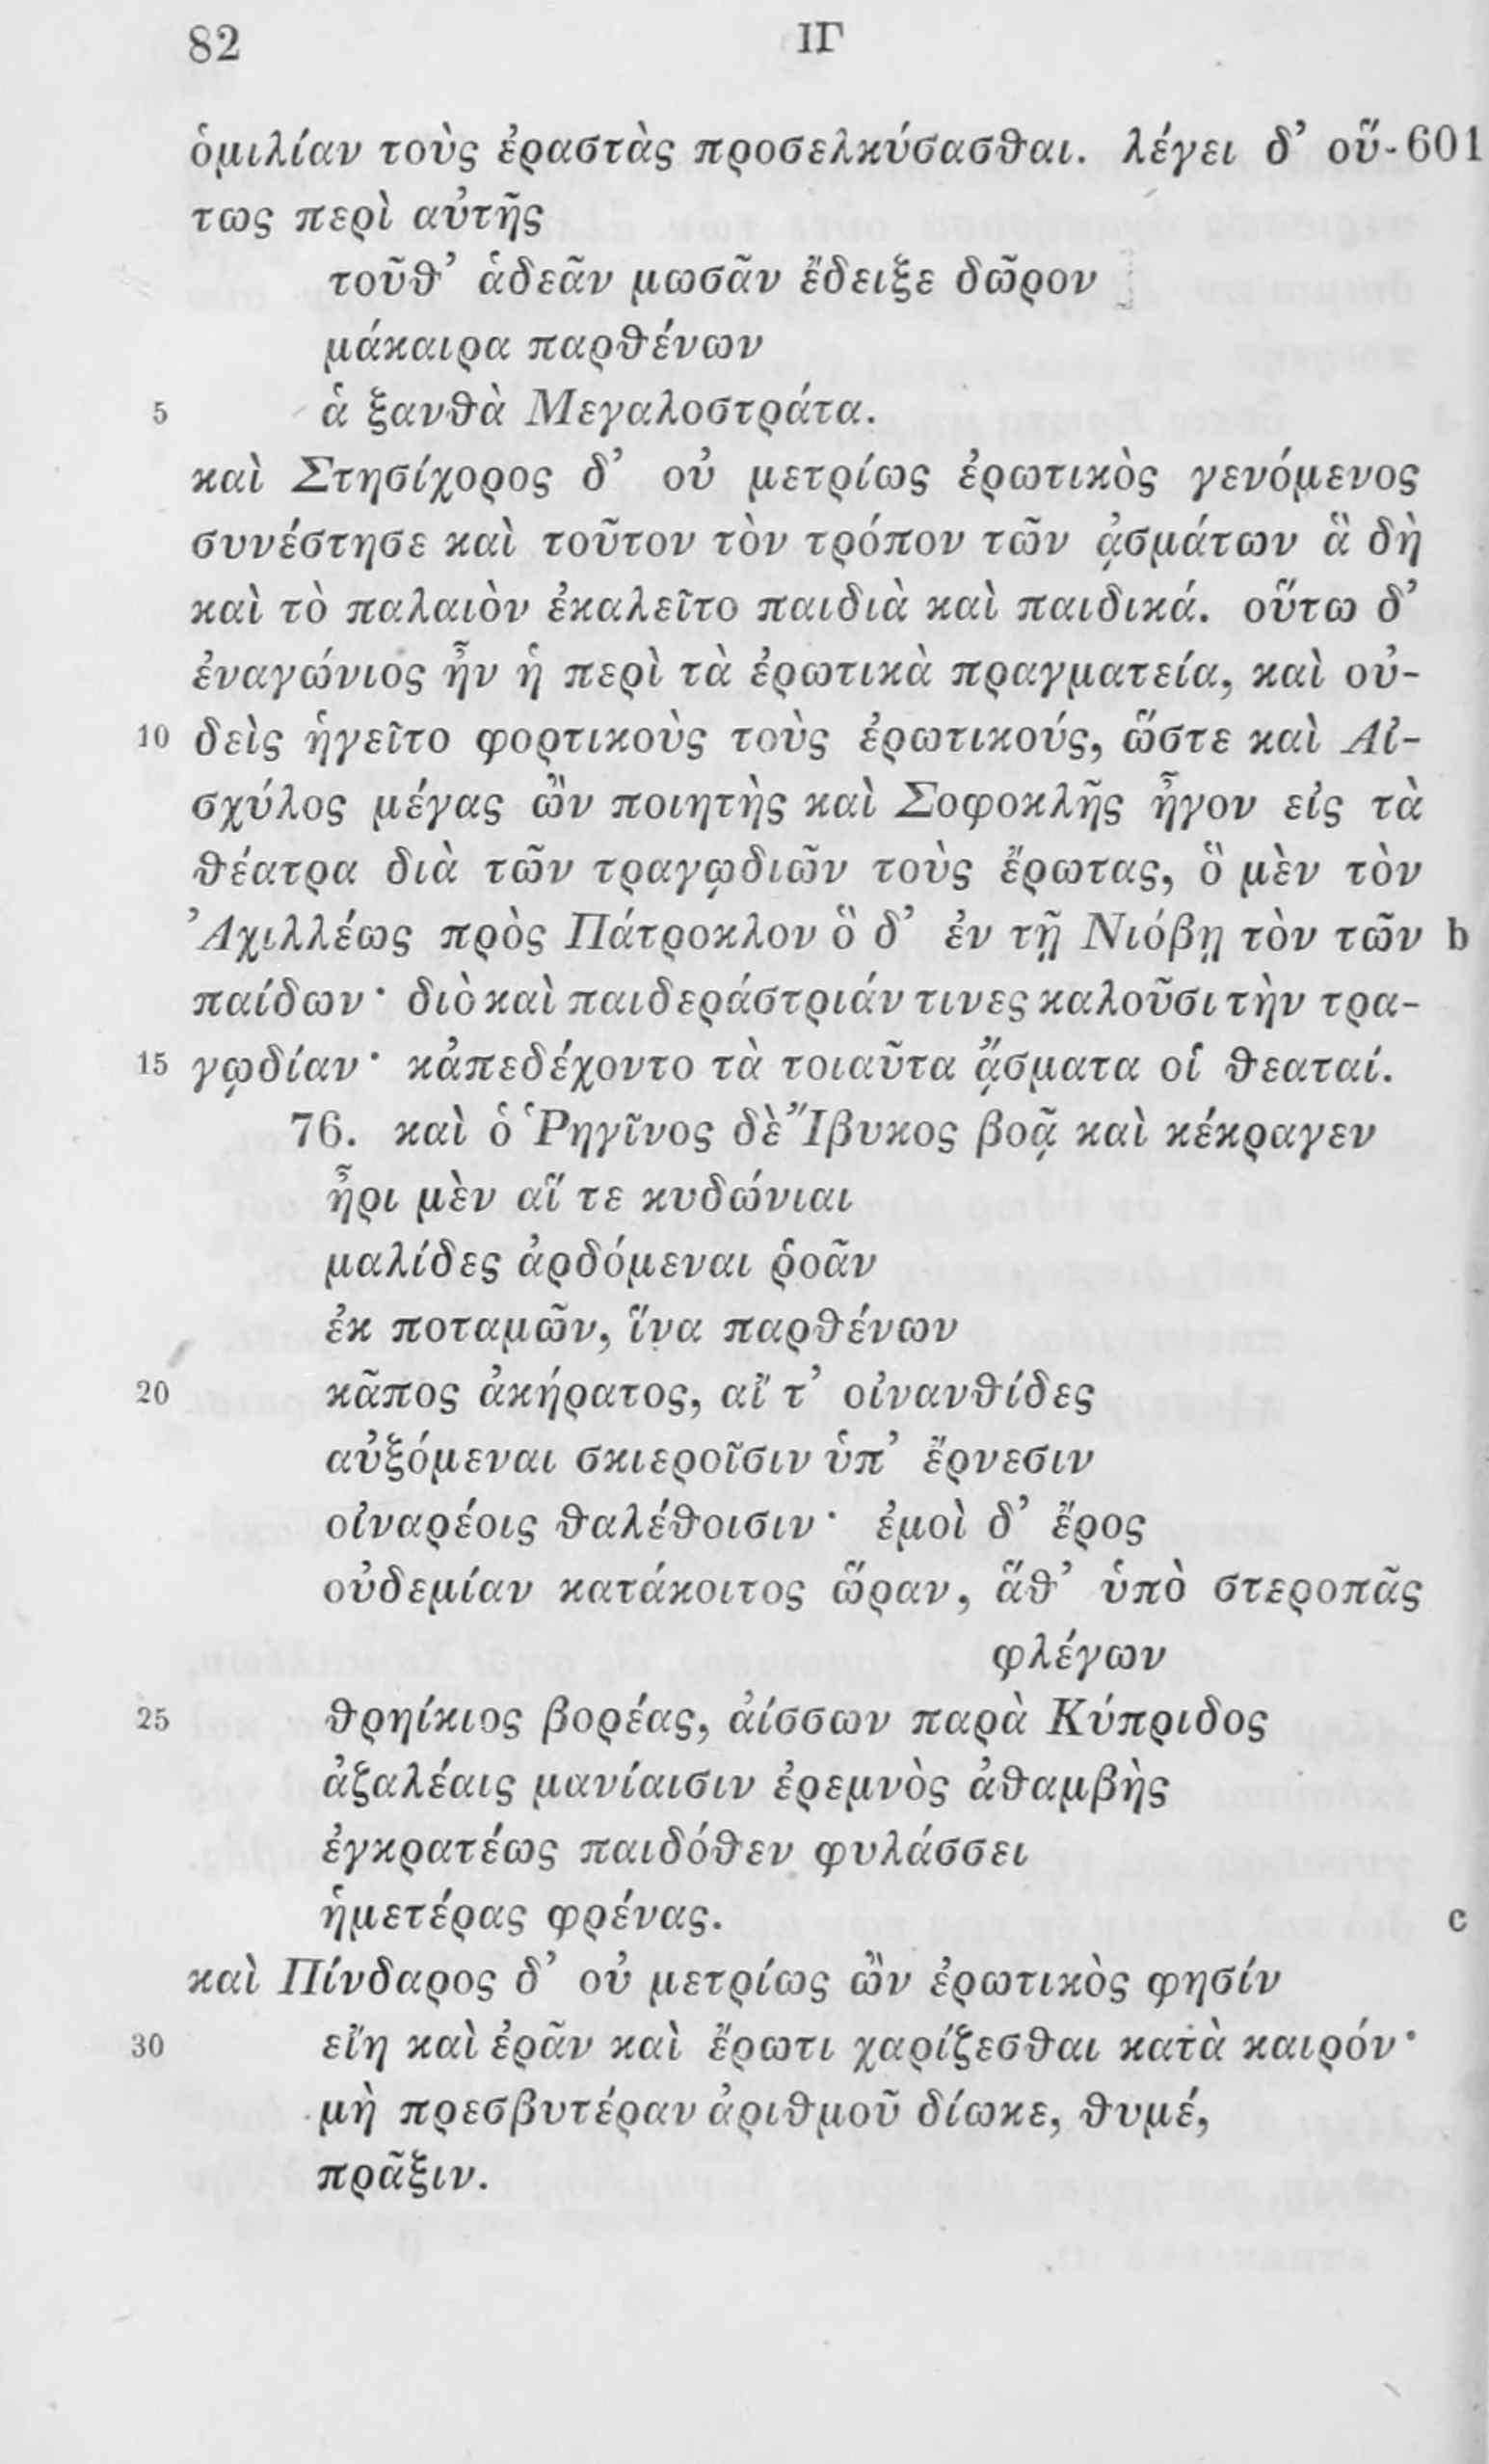 82 ΙΓ
ὁμιλίαν τοὺς ἐραστὰς προσελκύσασθαι. λέγει δ’ οὕ- 601
τως περὶ αὐτῆς
τοῦθ’ ἁδεᾶν μωσᾶν ἔδειξε δῶρον
μάκαιρα παρθένων
5 ἁ ξανθὰ Μεγαλοστράτα.
καὶ Στησίχορος δ’ οὐ μετρίως ἐρωτικὸς γενόμενος
συνέστησε καὶ τοῦτον τὸν τρόπον τῶν ᾀσμάτων ἃ δὴ
καὶ τὸ παλαιὸν ἐκαλεῖτο παιδιὰ καὶ παιδικά. οὕτω δ’
ἐναγώνιος ἦν ἡ περὶ τὰ ἐρωτικὰ πραγματεία, καὶ οὐ-
10 δεὶς ἡγεῖτο φορτικοὺς τοὺς ἐρωτικούς, ὥστε καὶ Αἰ-
σχύλος μέγας ὢν ποιητὴς καὶ Σοφοκλῆς ἦγον εἰς τὰ
θέατρα διὰ τῶν τραγῳδιῶν τοὺς ἔρωτας, ὃ μὲν τὸν
Ἀχιλλέως πρὸς Πάτροκλον ὃ δ’ ἐν τῇ Νιόβῃ τὸν τῶν b
παίδων· διὸ καὶ παιδεράστριάν τινες καλοῦσι τὴν τρα-
15 γῳδίαν· κἀπεδέχοντο τὰ τοιαῦτα ᾄσματα οἱ θεαταί.
76. καὶ ὁ Ῥηγῖνος δὲ Ἴβυκος βοᾷ καὶ κέκραγεν
ἦρι μὲν αἵ τε κυδώνιαι
μαλίδες ἀρδόμεναι ῥοᾶν
ἐκ ποταμῶν, ἵνα παρθένων
20 κᾶπος ἀκήρατος, αἵ τ’ οἰνανθίδες
αὐξόμεναι σκιεροῖσιν ὑπ’ ἔρνεσιν
οἰναρέοις θαλέθοισιν· ἐμοὶ δ’ ἔρος
οὐδεμίαν κατάκοιτος ὥραν, ἅθ’ ὑπὸ στεροπᾶς
φλέγων
25 θρηίκιος βορέας, ἀίσσων παρὰ Κύπριδος
ἀζαλέαις μανίαισιν ἐρεμνὸς ἀθαμβὴς
ἐγκρατέως παιδόθεν φυλάσσει
ἡμετέρας φρένας. c
καὶ Πίνδαρος δ’ οὐ μετρίως ὢν ἐρωτικὸς φησίν
30 εἴη καὶ ἐρᾶν καὶ ἔρωτι χαρίζεσθαι κατὰ καιρόν·
μὴ πρεσβυτέραν ἀριθμοῦ δίωκε, θυμέ,
πρᾶξιν.